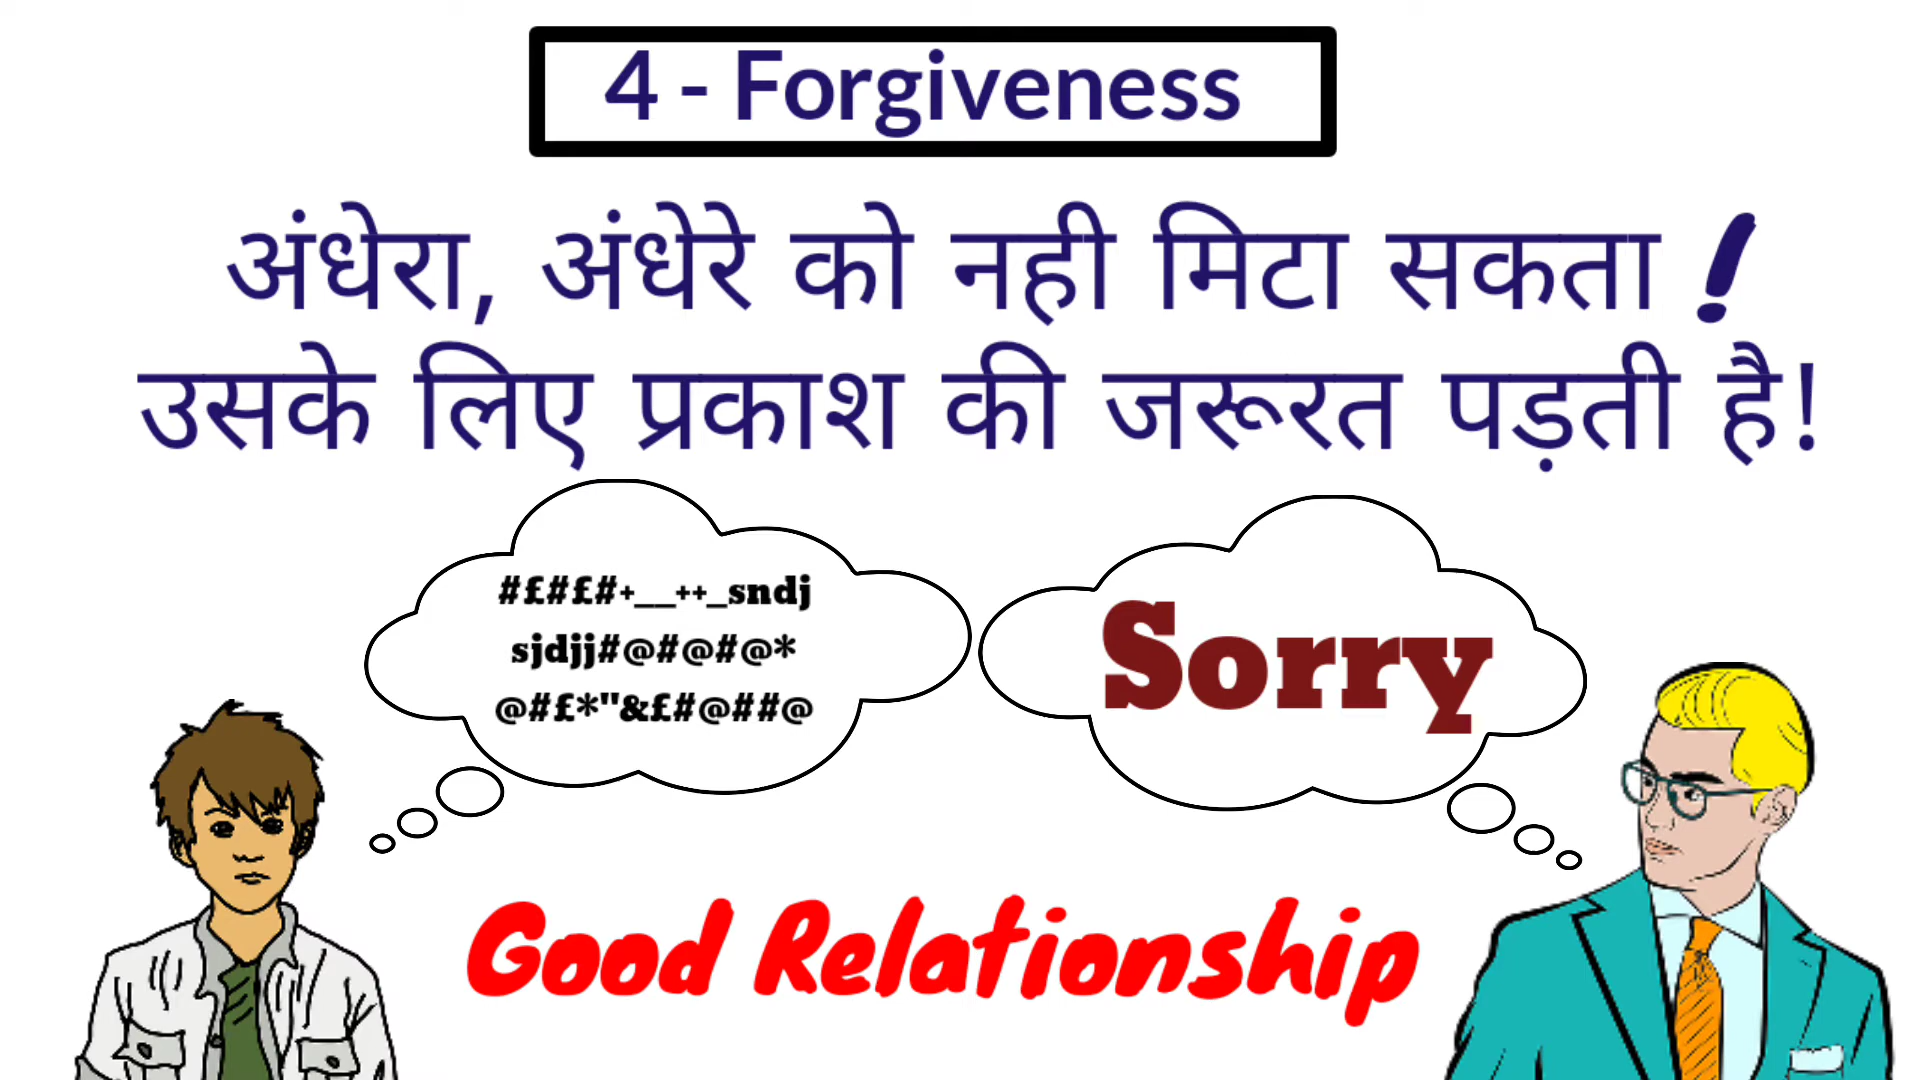 4 - Forgiveness
अंधेरा, अंधेरे को नही मिटा सकता !
उसके लिए प्रकाश की जरूरत पड़ती है!
#£#£#+__++_sndj
sjdjj#@#@#@*
@#£*"&£#@##@
Sorry
Good Relationship